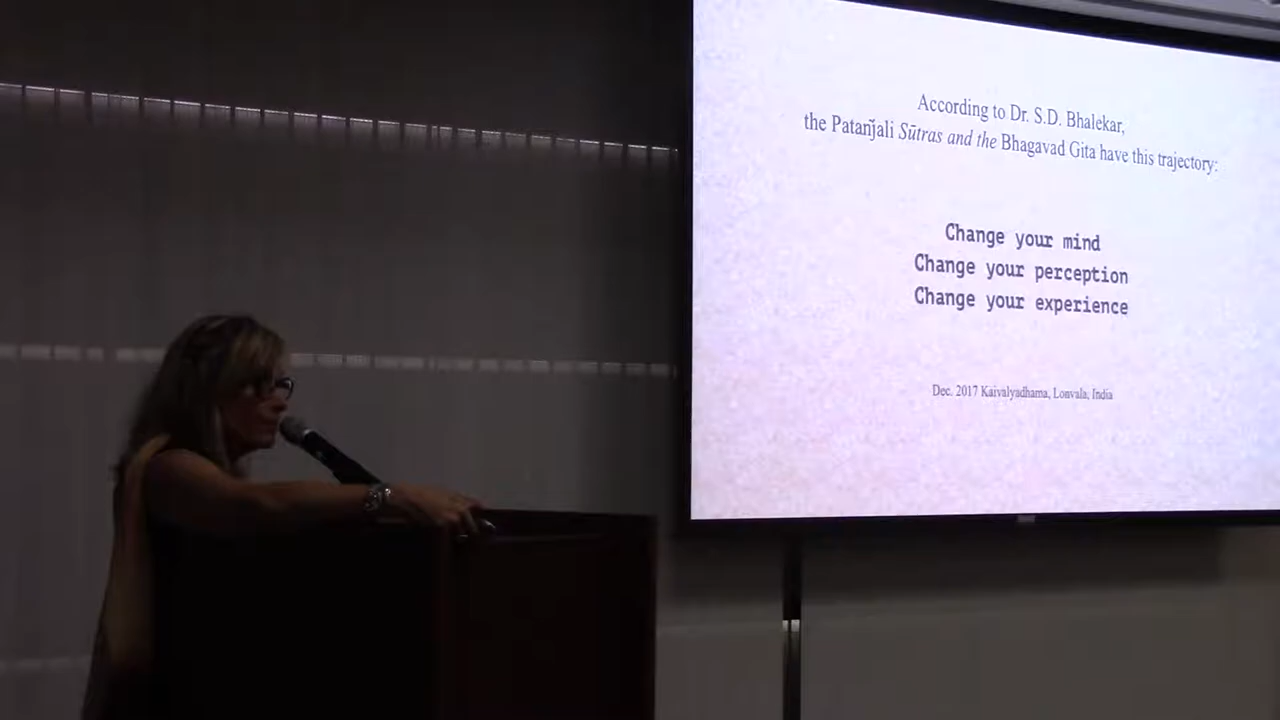 According to Dr. S.D. Bhalekar,
the Patañjali Sūtras and the Bhagavad Gita have this trajectory:
Change your mind
Change your perception
Change your experience
Dec. 2017 Kaivalyadhama, Lonvala, India